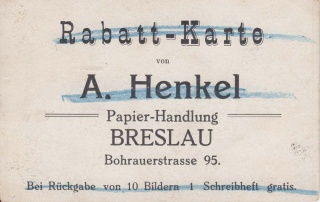 Rabatt-Karte
von
A. Henkel
Papier-Handlung
BRESLAU
Bohrauerstrasse 95.
Bei Rückgabe von 10 Bildern 1 Schreibheft gratis.